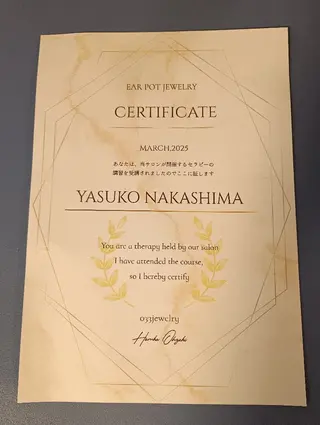 EAR POT JEWELRY
CERTIFICATE
MARCH,2025
あなたは、当サロンが開催するセラピーの
講習を受講されましたのでここに証します
YASUKO NAKASHIMA
You are a therapy held by our salon
I have attended the course,
so I hereby certify